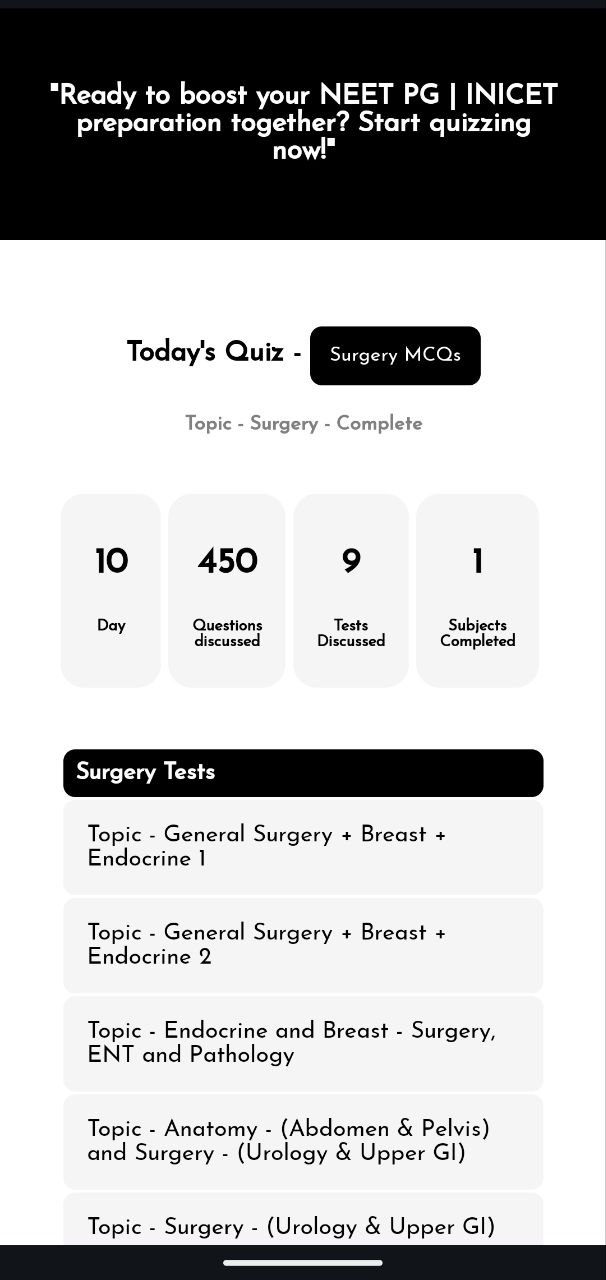 "Ready to boost your NEET PG | INICET
preparation together? Start quizzing
now!"
Today's Quiz - Surgery MCQs
Topic - Surgery - Complete
10
Day
450
Questions
discussed
9
Tests
Discussed
1
Subjects
Completed
Surgery Tests
Topic - General Surgery + Breast +
Endocrine 1
Topic - General Surgery + Breast +
Endocrine 2
Topic - Endocrine and Breast - Surgery,
ENT and Pathology
Topic - Anatomy - (Abdomen & Pelvis)
and Surgery - (Urology & Upper GI)
Topic - Surgery - (Urology & Upper GI)